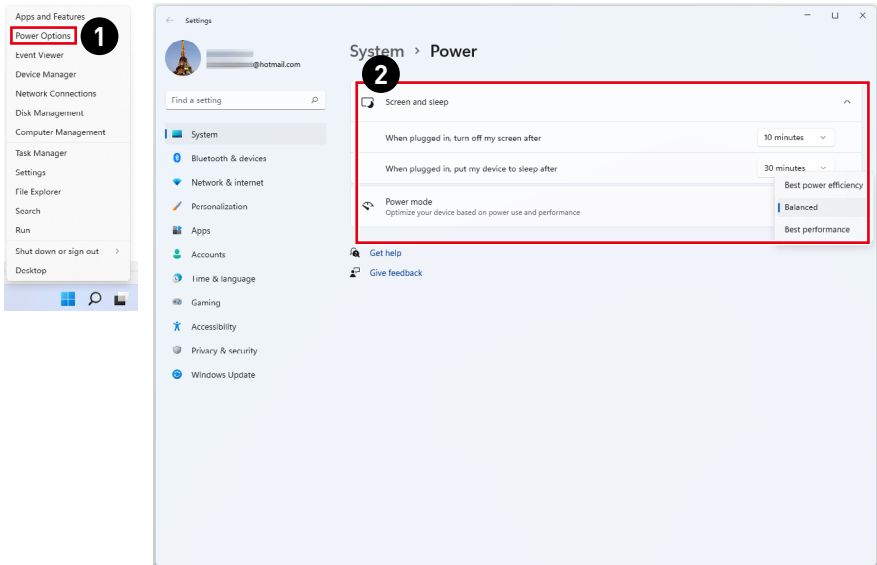 Apps and Features
Power Options
1
Event Viewer
Device Manager
Network Connections
Disk Management
Computer Management
Task Manager
Settings
File Explorer
Search
Run
Shut down or sign out
Desktop
Settings
@hotmail.com
Find a setting
System
Bluetooth & devices
Network & internet
Personalization
Apps
Accounts
Time & language
Gaming
Accessibility
Privacy & security
Windows Update
System > Power
2
Screen and sleep
When plugged in, turn off my screen after
10 minutes
When plugged in, put my device to sleep after
30 minutes
Power mode
Optimize your device based on power use and performance
Best power efficiency
Balanced
Best performance
Get help
Give feedback